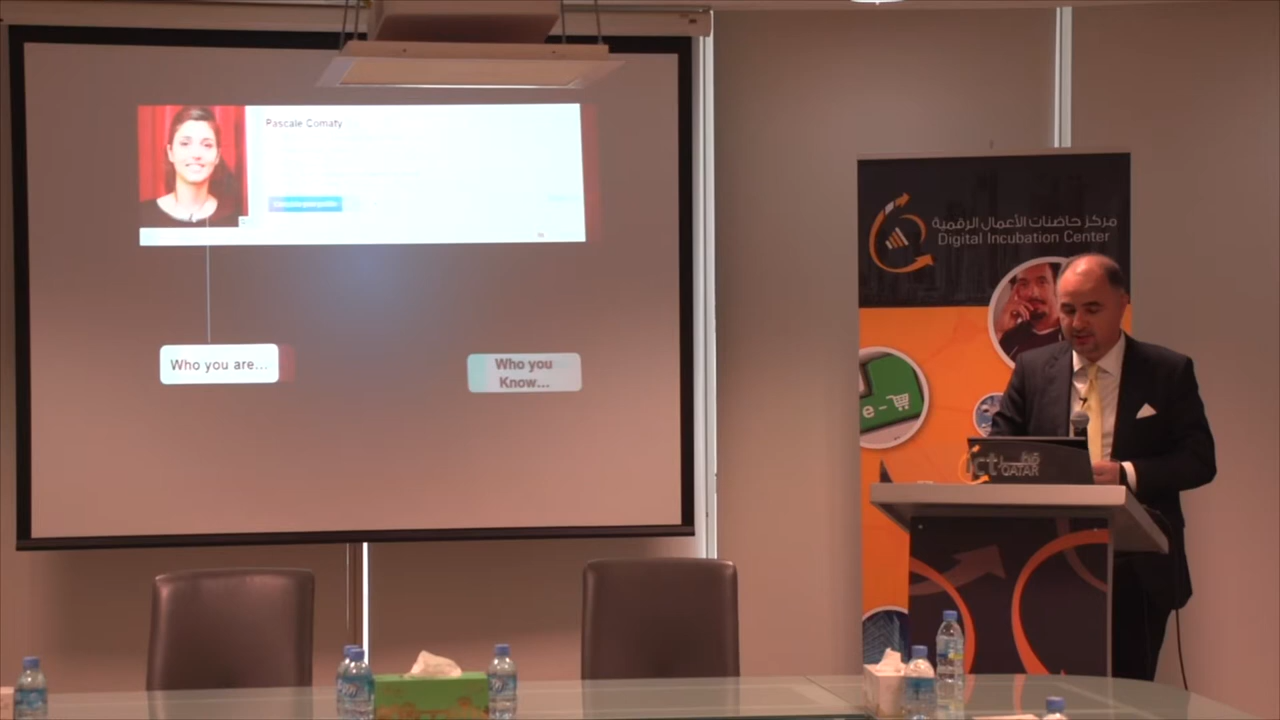 Pascale Comaty
Who you are...
Who you
Know...
مركز حاضنات الأعمال الرقمية
Digital Incubation Center
e -
ict قطر
QATAR